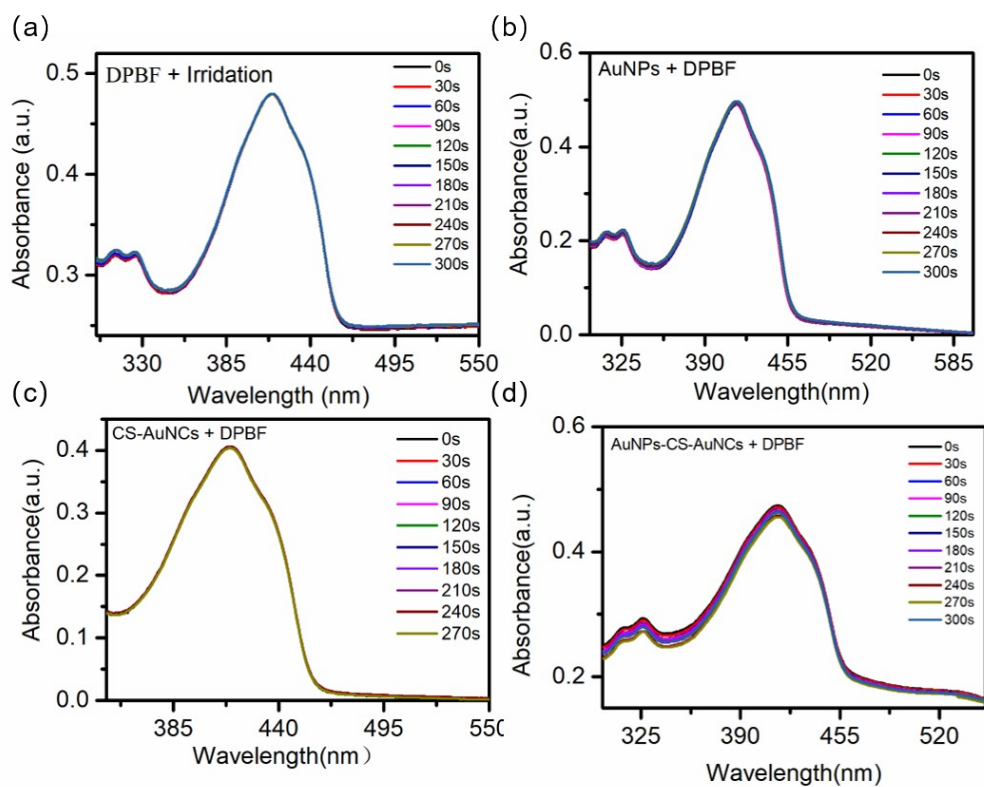 (a)
DPBF + Irridation
0s
30s
60s
90s
120s
150s
180s
210s
240s
270s
300s
0.5
0.4
0.3
Absorbance (a.u.)
330 385 440 495 550
Wavelength (nm)
(b)
AuNPs + DPBF
0s
30s
60s
90s
120s
150s
180s
210s
240s
270s
300s
0.6
0.4
0.2
0.0
Absorbance(a.u.)
325 390 455 520 585
Wavelength(nm)
(c)
CS-AuNCs + DPBF
0s
30s
60s
90s
120s
150s
180s
210s
240s
270s
0.4
0.3
0.2
0.1
0.0
Absorbance(a.u.)
385 440 495 550
Wavelength(nm）
(d)
AuNPs-CS-AuNCs + DPBF
0s
30s
60s
90s
120s
150s
180s
210s
240s
270s
300s
0.6
0.4
0.2
Absorbance(a.u.)
325 390 455 520
Wavelength(nm)